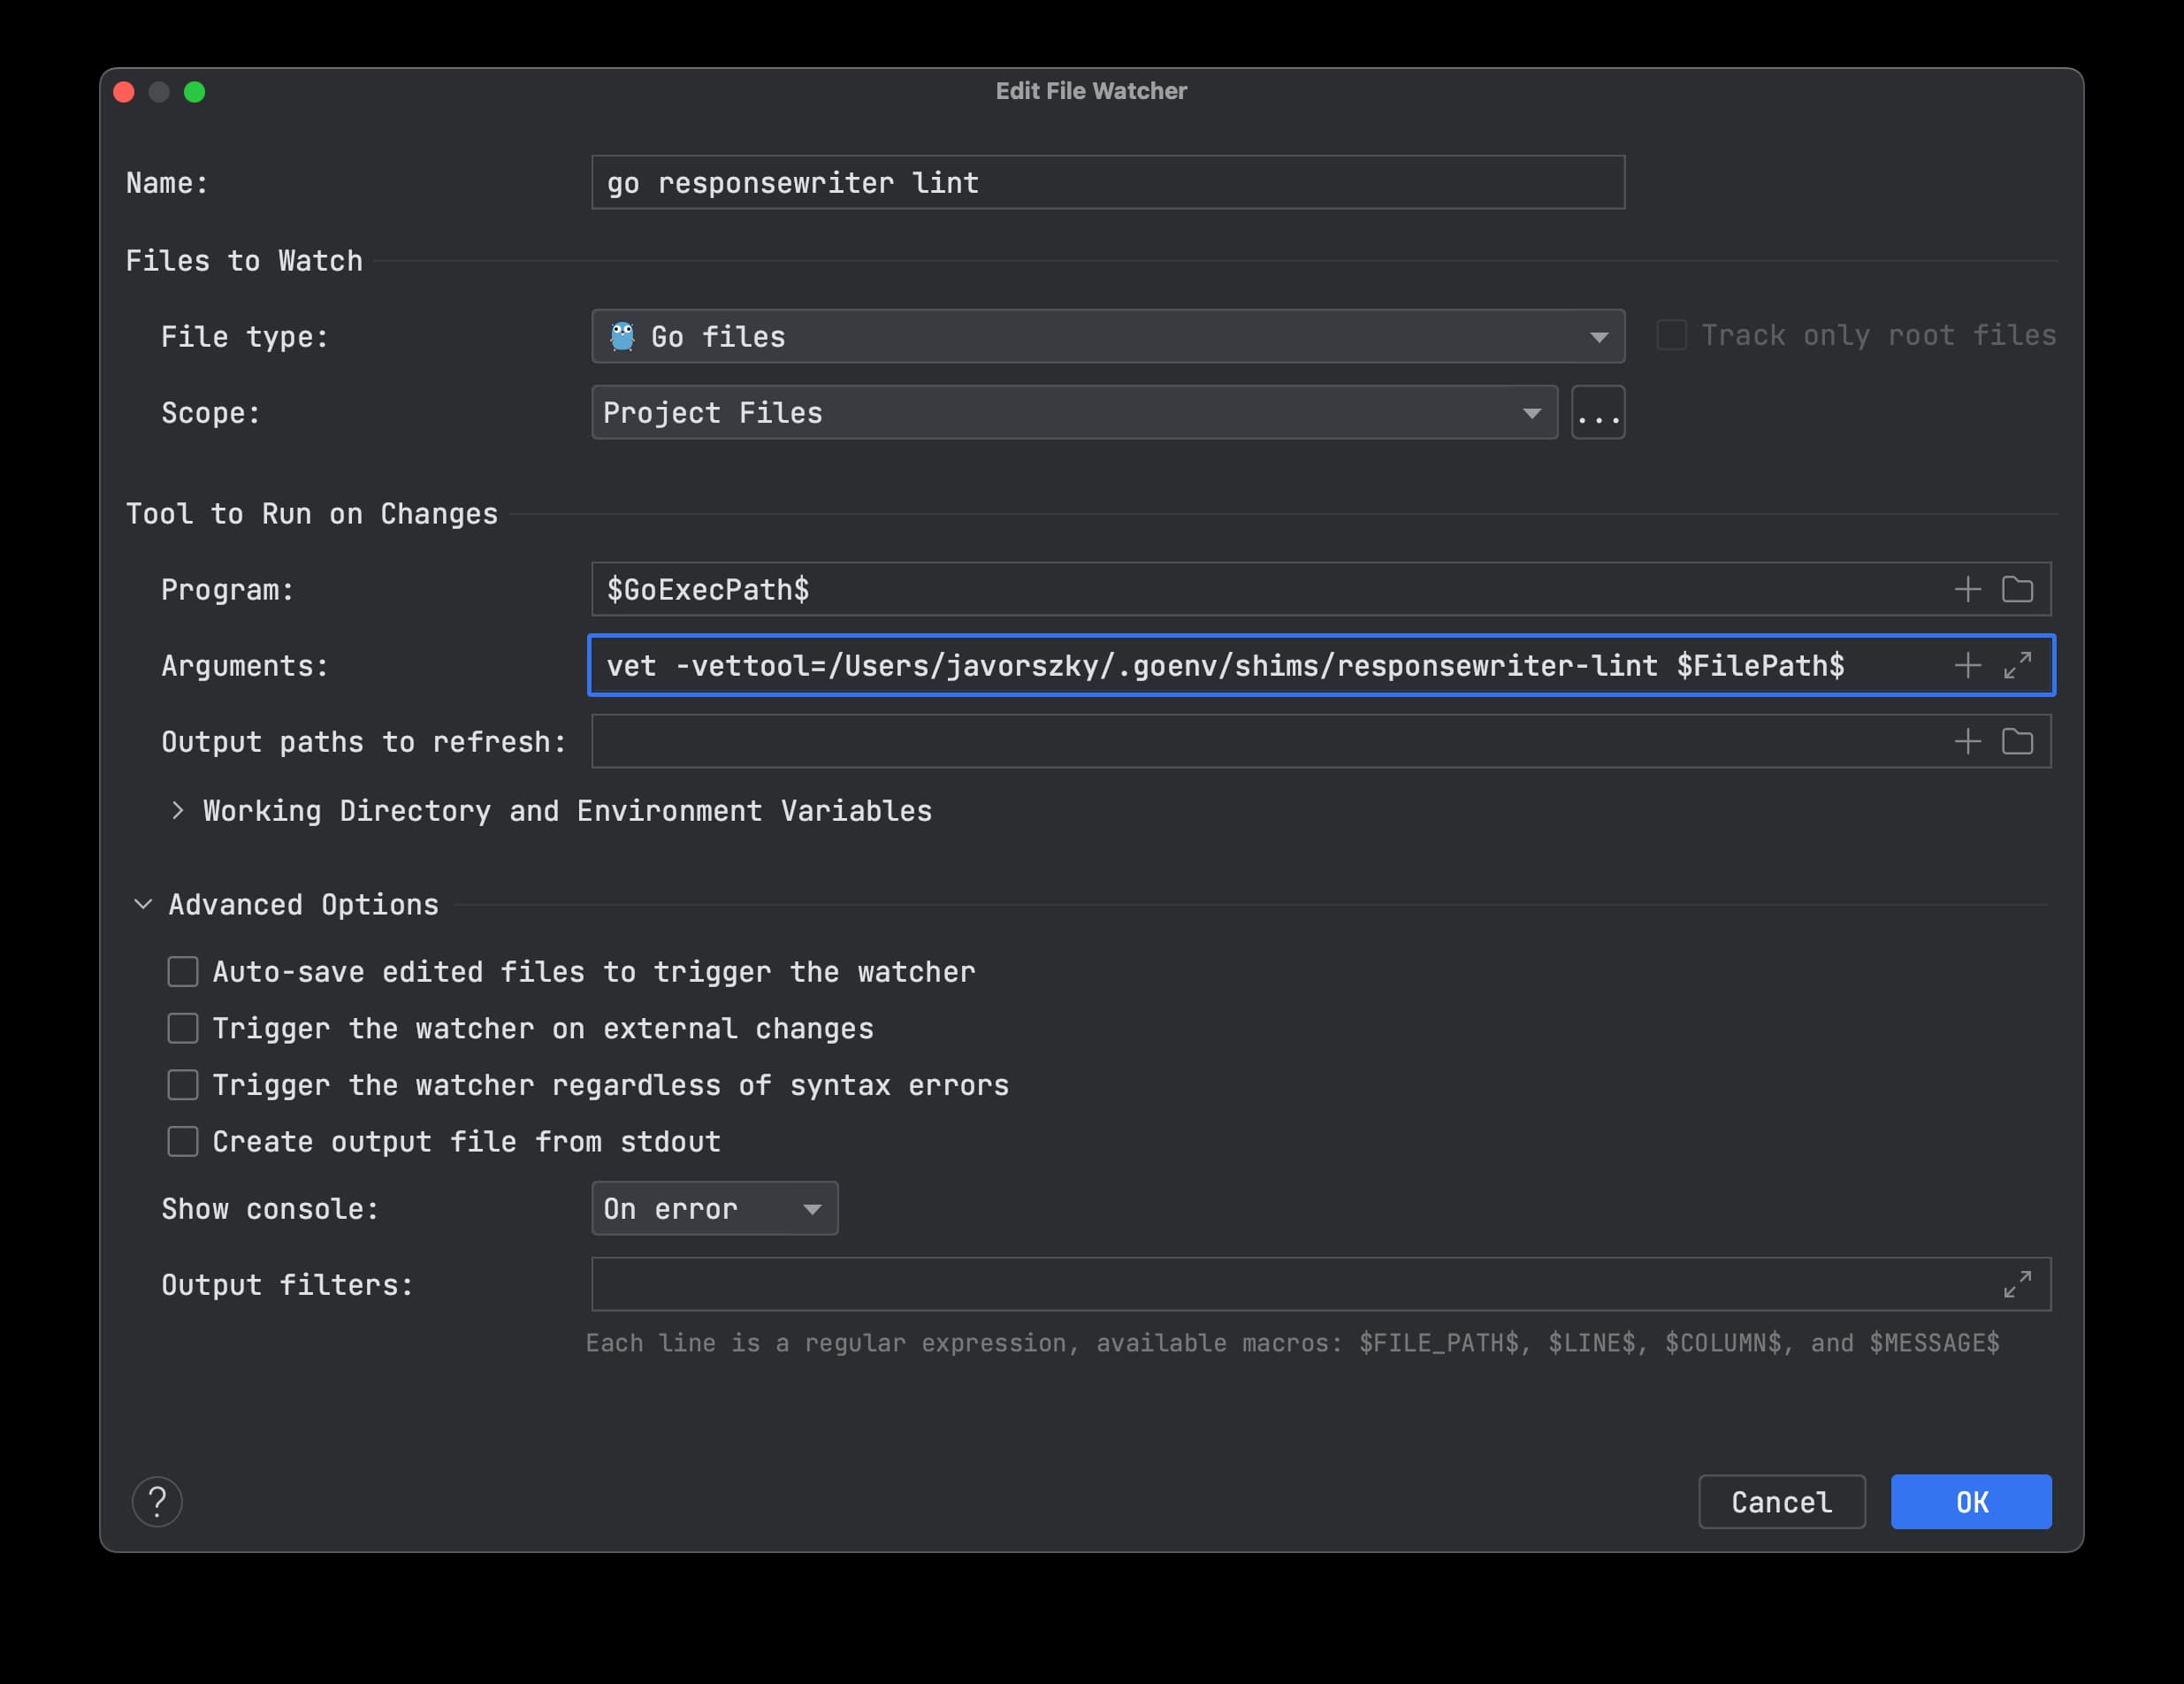 Edit File Watcher
Name: go responsewriter lint
Files to Watch
File type: Go files Track only root files
Scope: Project Files ...
Tool to Run on Changes
Program: $GoExecPath$
Arguments: vet -vettool=/Users/javorszky/.goenv/shims/responsewriter-lint $FilePath$
Output paths to refresh:
Working Directory and Environment Variables
Advanced Options
Auto-save edited files to trigger the watcher
Trigger the watcher on external changes
Trigger the watcher regardless of syntax errors
Create output file from stdout
Show console: On error
Output filters:
Each line is a regular expression, available macros: $FILE_PATH$, $LINE$, $COLUMN$, and $MESSAGE$
? Cancel OK